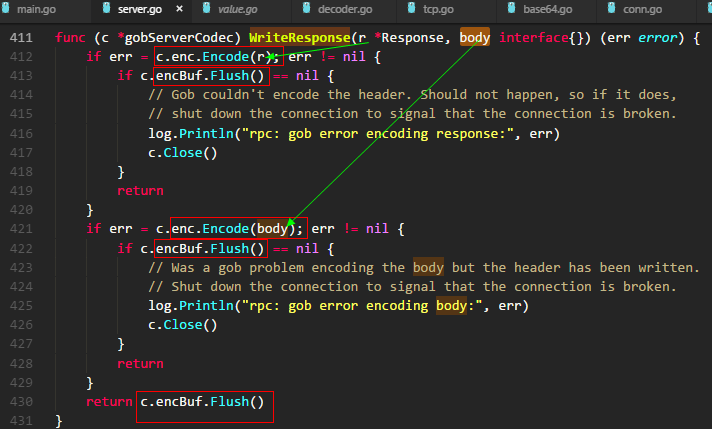 main.go server.go × value.go decoder.go tcp.go base64.go conn.go
411 func (c *gobServerCodec) WriteResponse(r *Response, body interface{}) (err error) {
412     if err = c.enc.Encode(r); err != nil {
413         if c.encBuf.Flush() == nil {
414             // Gob couldn't encode the header. Should not happen, so if it does,
415             // shut down the connection to signal that the connection is broken.
416             log.Println("rpc: gob error encoding response:", err)
417             c.Close()
418         }
419         return
420     }
421     if err = c.enc.Encode(body); err != nil {
422         if c.encBuf.Flush() == nil {
423             // Was a gob problem encoding the body but the header has been written.
424             // Shut down the connection to signal that the connection is broken.
425             log.Println("rpc: gob error encoding body:", err)
426             c.Close()
427         }
428         return
429     }
430     return c.encBuf.Flush()
431 }